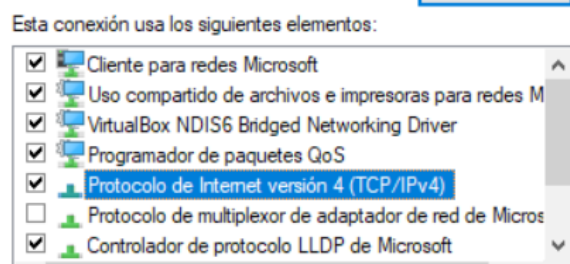 Esta conexión usa los siguientes elementos:
Cliente para redes Microsoft
Uso compartido de archivos e impresoras para redes M
VirtualBox NDIS6 Bridged Networking Driver
Programador de paquetes QoS
Protocolo de Internet versión 4 (TCP/IPv4)
Protocolo de multiplexor de adaptador de red de Micros
Controlador de protocolo LLDP de Microsoft